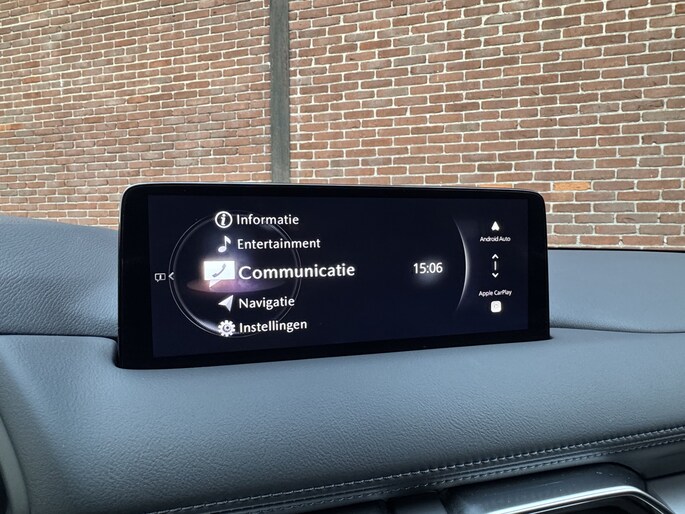 Informatie
Entertainment
Communicatie
Navigatie
Instellingen
15:06
Android Auto
Apple CarPlay